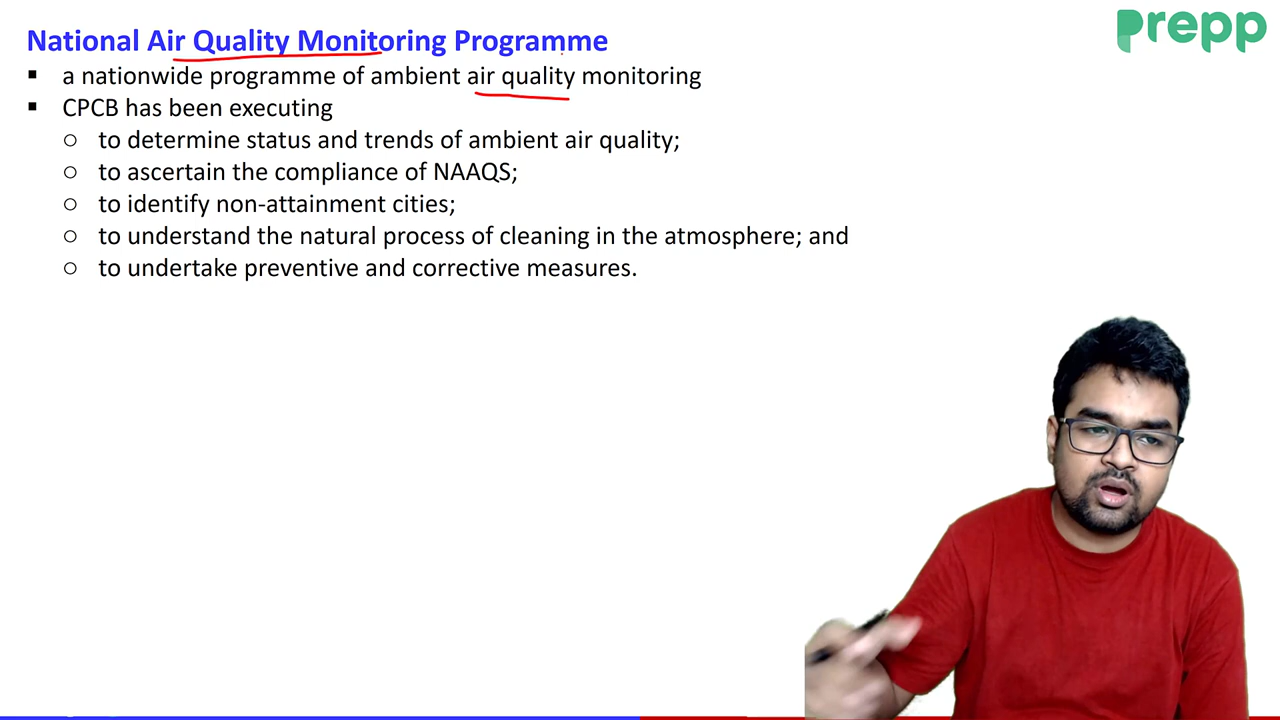 prepp
National Air Quality Monitoring Programme
▪ a nationwide programme of ambient air quality monitoring
▪ CPCB has been executing
○ to determine status and trends of ambient air quality;
○ to ascertain the compliance of NAAQS;
○ to identify non-attainment cities;
○ to understand the natural process of cleaning in the atmosphere; and
○ to undertake preventive and corrective measures.